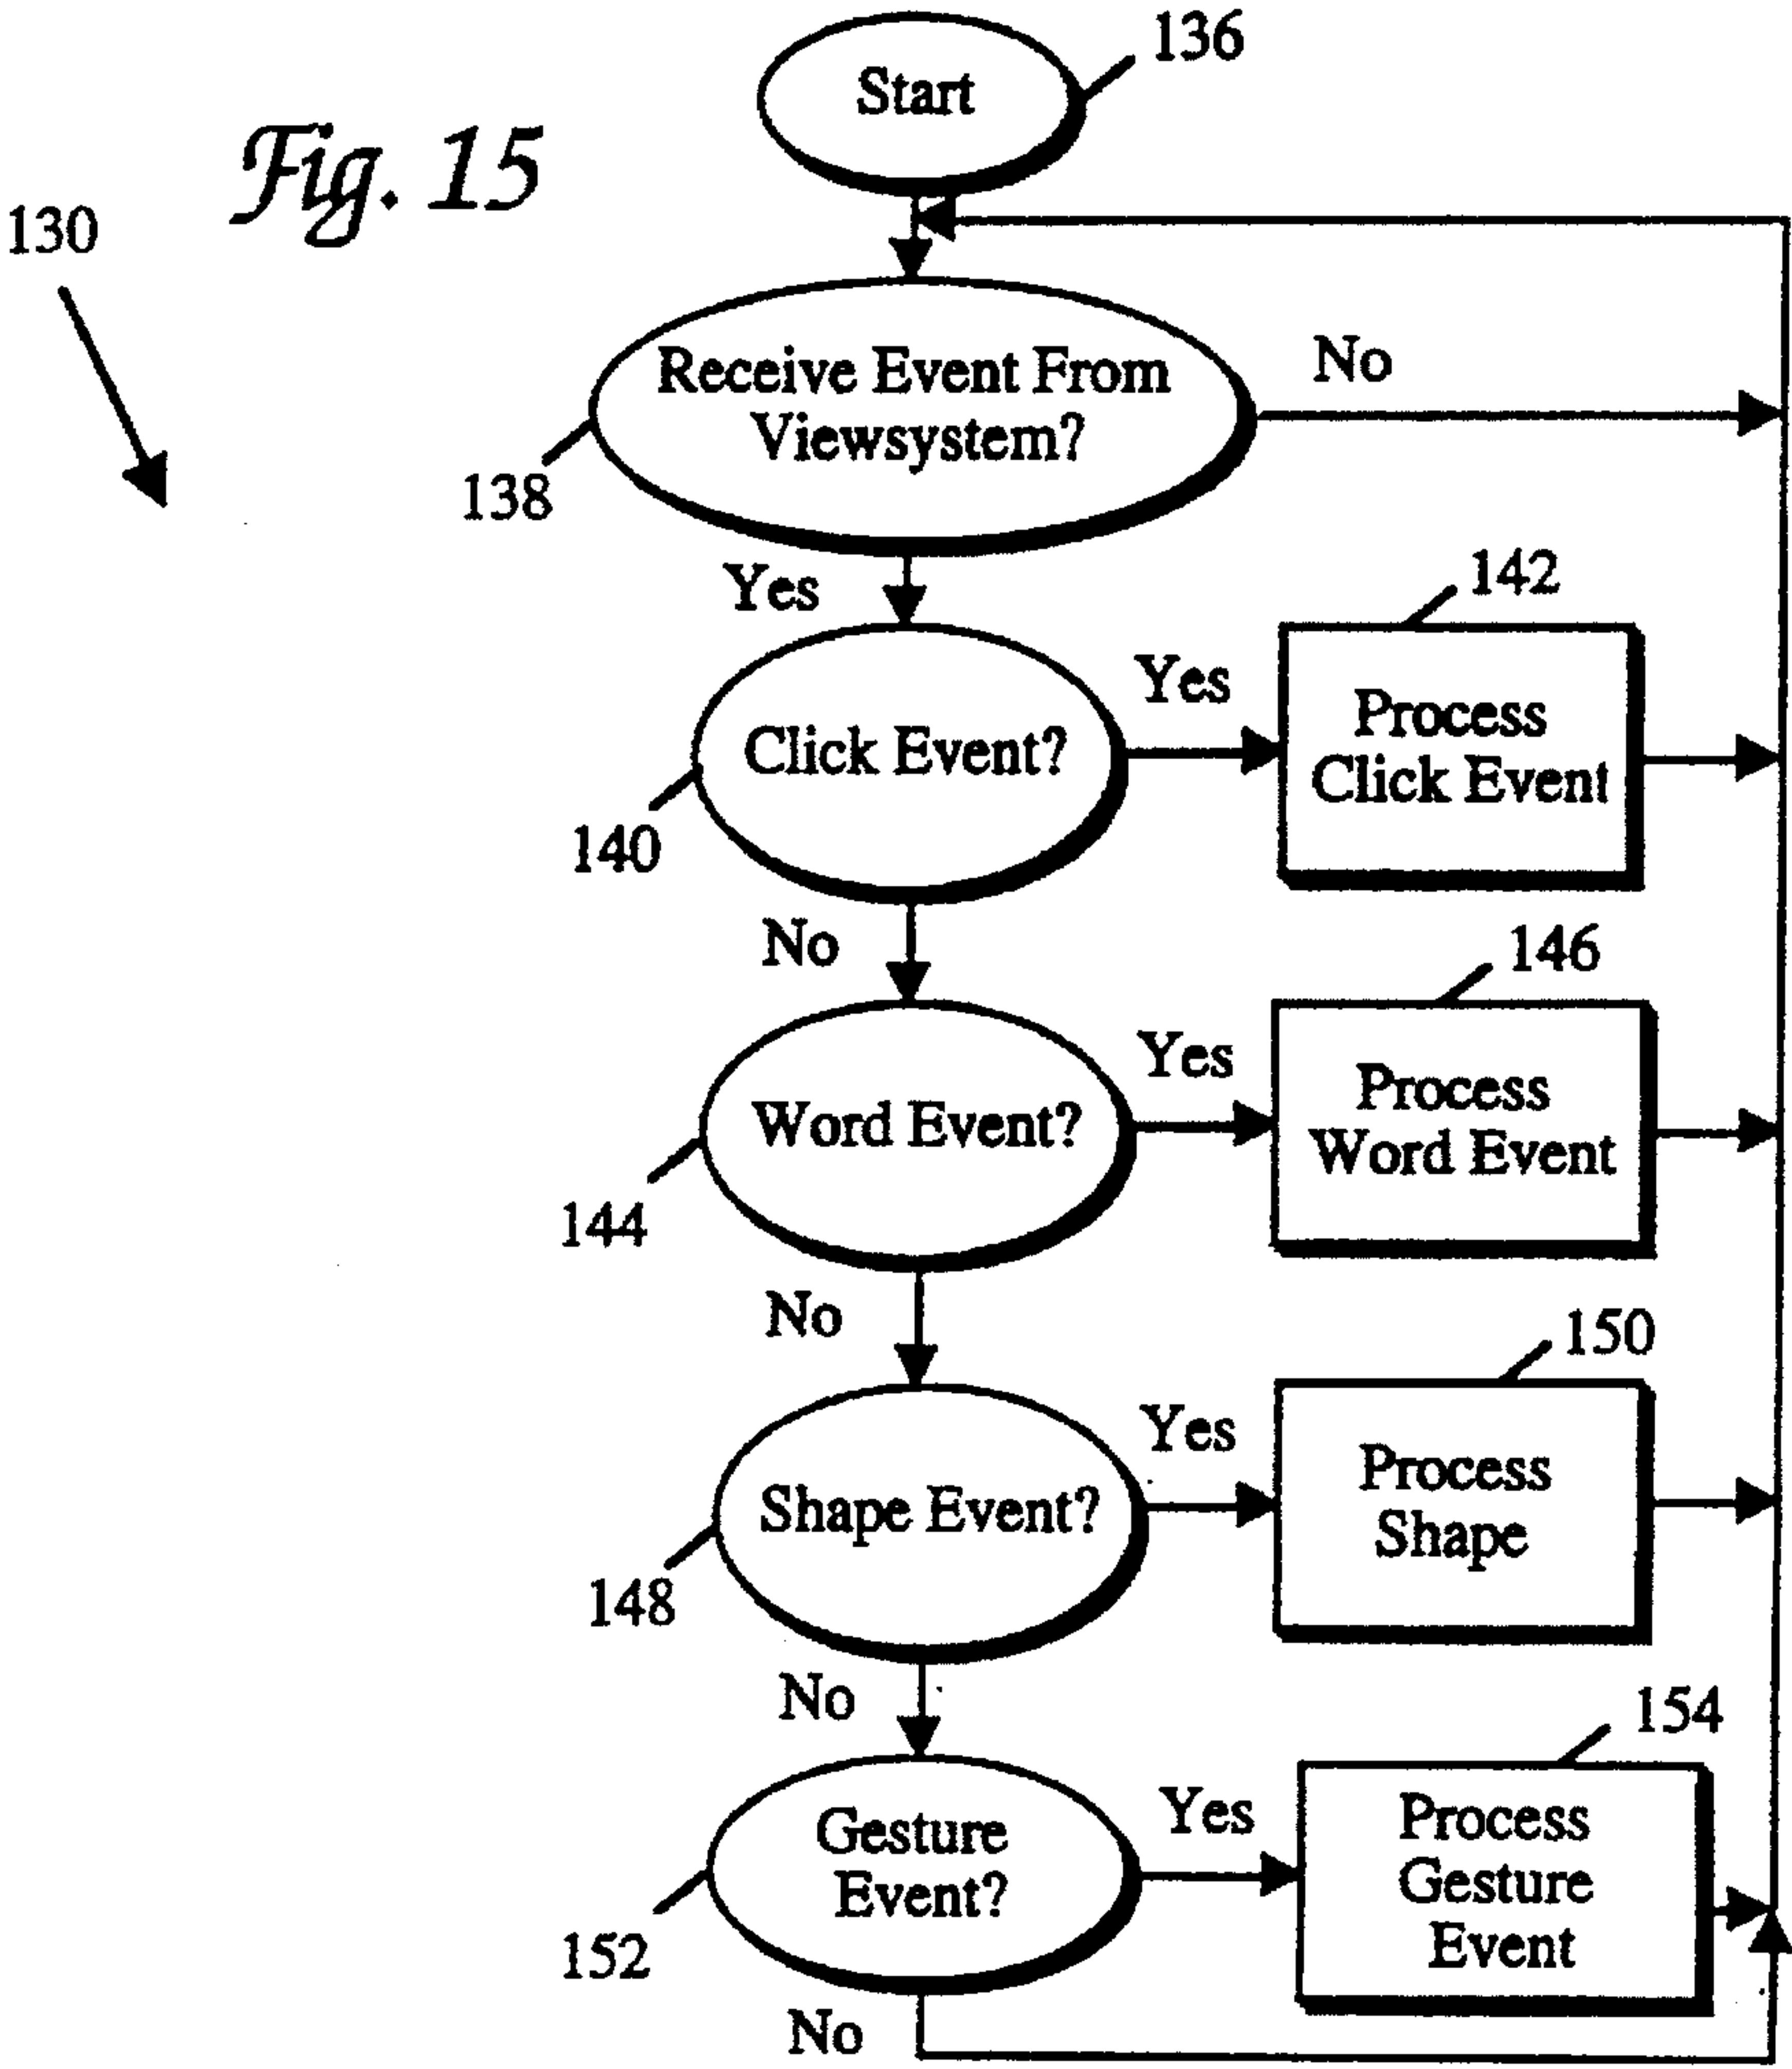 136
Start
Fig. 15
130
Receive Event From
Viewsystem?
No
138
Yes
142
Click Event?
Yes
Process
Click Event
140
No
146
Word Event?
Yes
Process
Word Event
144
No
150
Shape Event?
Yes
Process
Shape
148
No
154
Gesture
Event?
Yes
Process
Gesture
Event
152
No